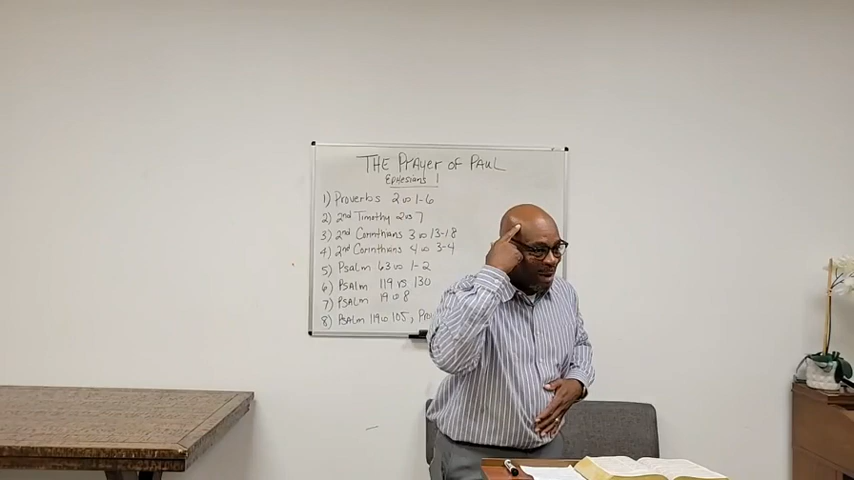 THE PRAYER OF PAUL
EPHESIANS 1
1) PROVERBS 2 vs 1-6
2) 2nd TIMOTHY 2 vs 7
3) 2nd CORINTHIANS 3 vs 13-18
4) 2nd CORINTHIANS 4 vs 3-4
5) PSALM 63 vs 1-2
6) PSALM 119 vs 130
7) PSALM 19 vs 8
8) PSALM 119 vs 105,